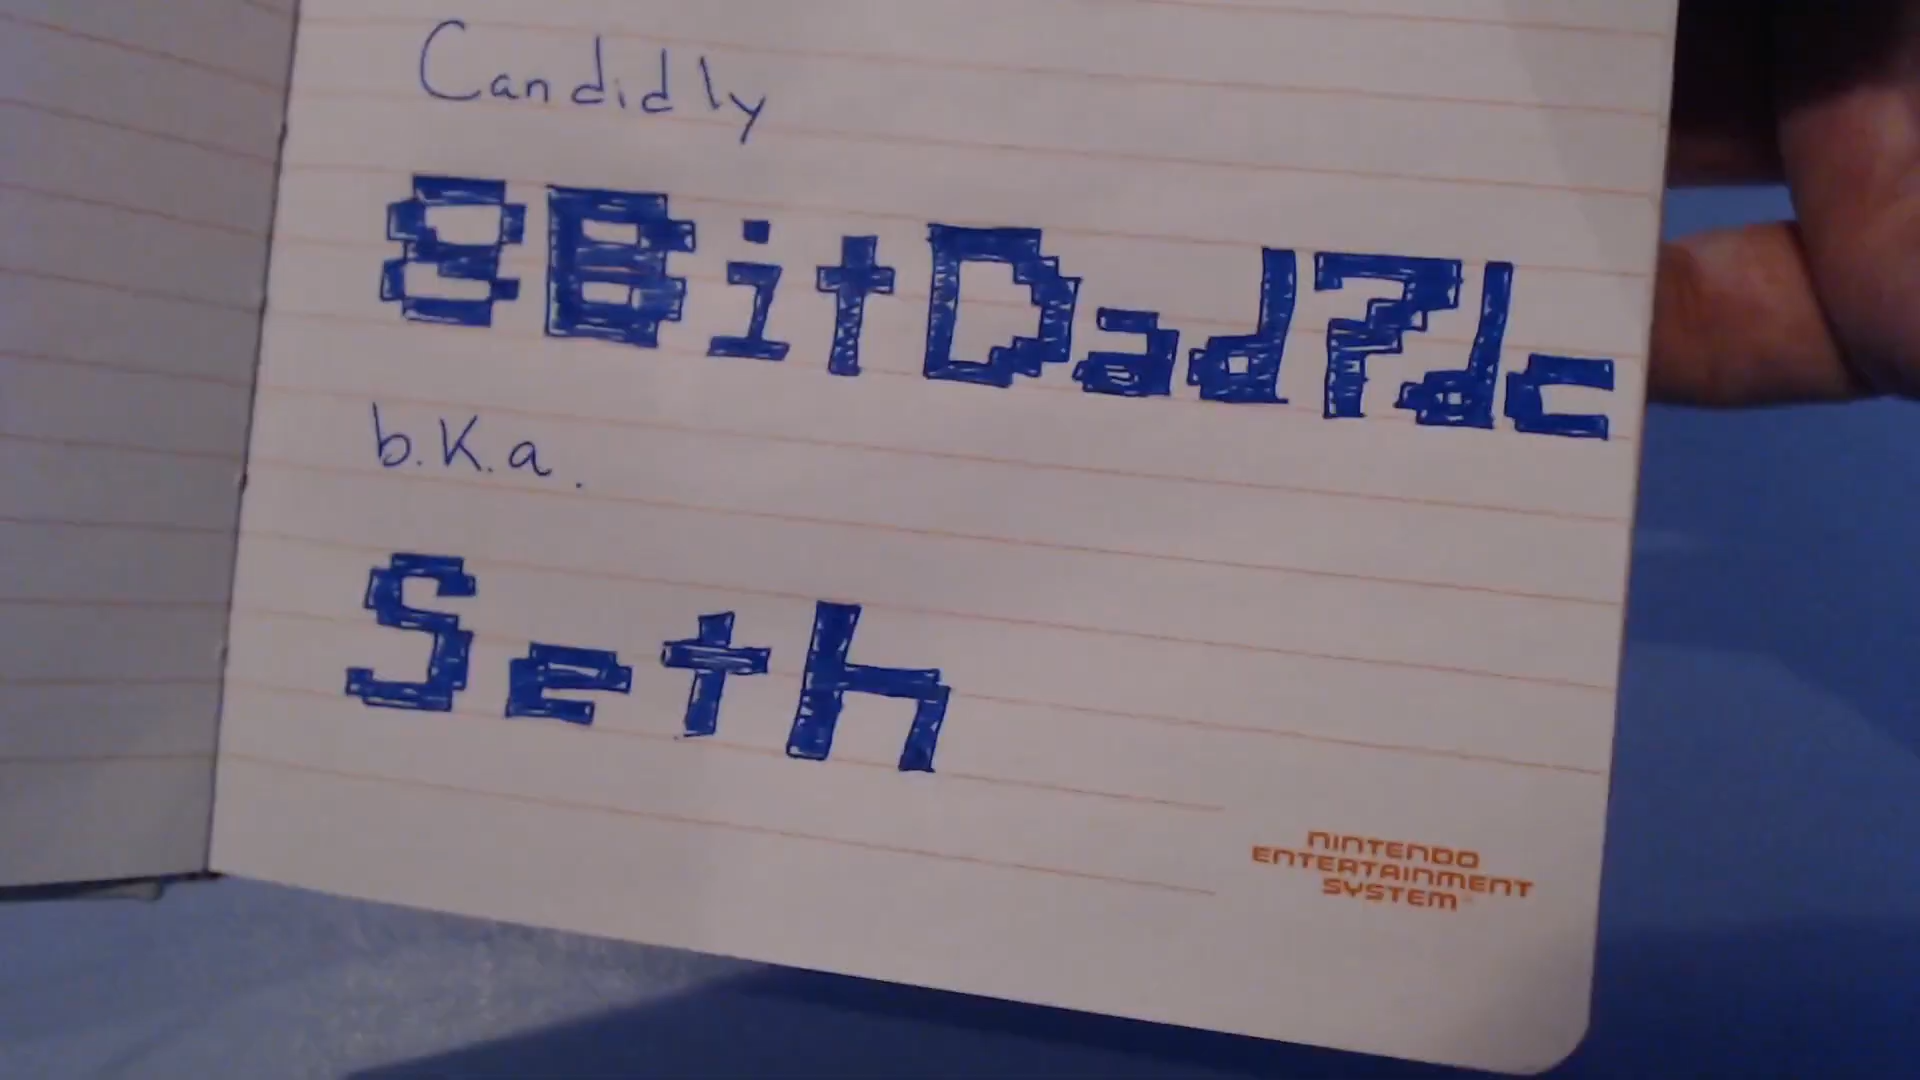 Candidly
8BitDad7dc
b.K.a.
Seth
NINTENDO
ENTERTAINMENT
SYSTEM